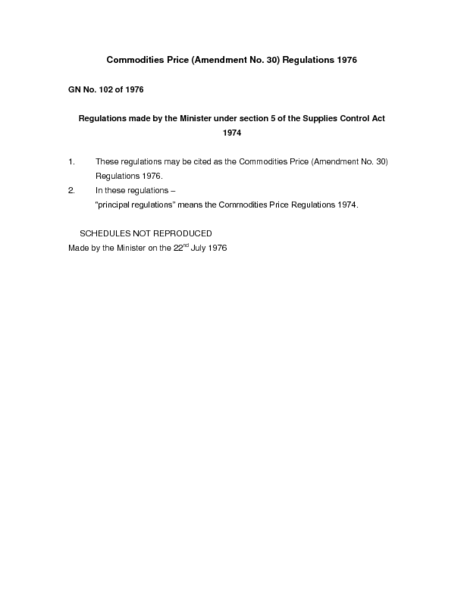 Commodities Price (Amendment No. 30) Regulations 1976
GN No. 102 of 1976
Regulations made by the Minister under section 5 of the Supplies Control Act
1974
1. These regulations may be cited as the Commodities Price (Amendment No. 30)
Regulations 1976.
2. In these regulations –
"principal regulations" means the Commodities Price Regulations 1974.
SCHEDULES NOT REPRODUCED
Made by the Minister on the 22nd July 1976